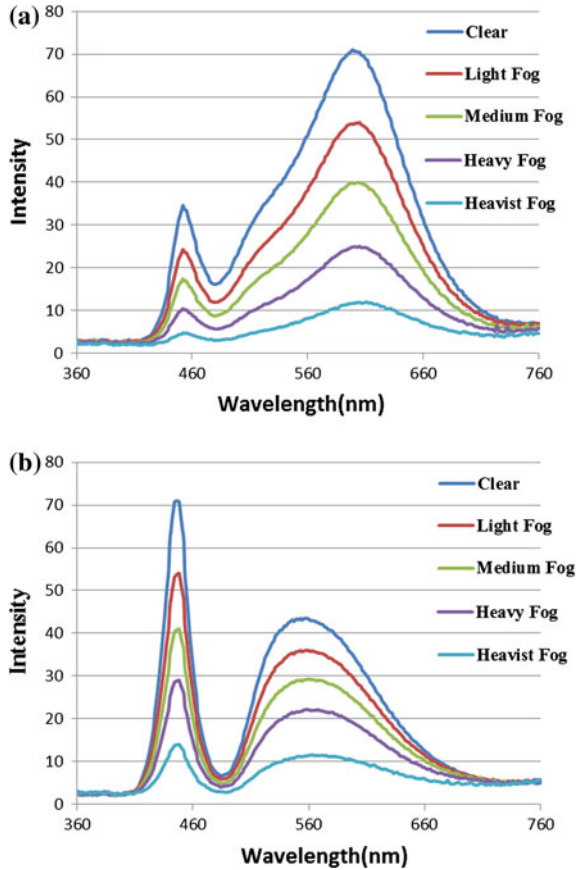 (a)
80
70
60
50
40
30
20
10
0
Intensity
Clear
Light Fog
Medium Fog
Heavy Fog
Heavist Fog
360 460 560 660 760
Wavelength(nm)
(b)
80
70
60
50
40
30
20
10
0
Intensity
Clear
Light Fog
Medium Fog
Heavy Fog
Heavist Fog
360 460 560 660 760
Wavelength(nm)